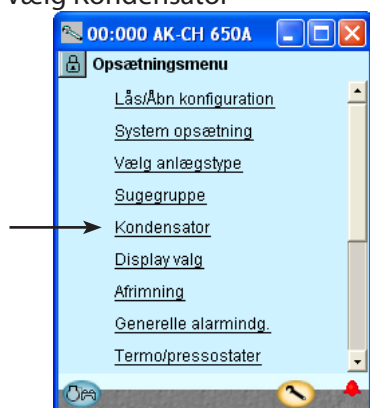 Vælg Kondensator
00:000 AK-CH 650A
Opsætningsmenu
Lås/Åbn konfiguration
System opsætning
Vælg anlægstype
Sugegruppe
Kondensator
Display valg
Afrimning
Generelle alarmindg.
Termo/pressostater